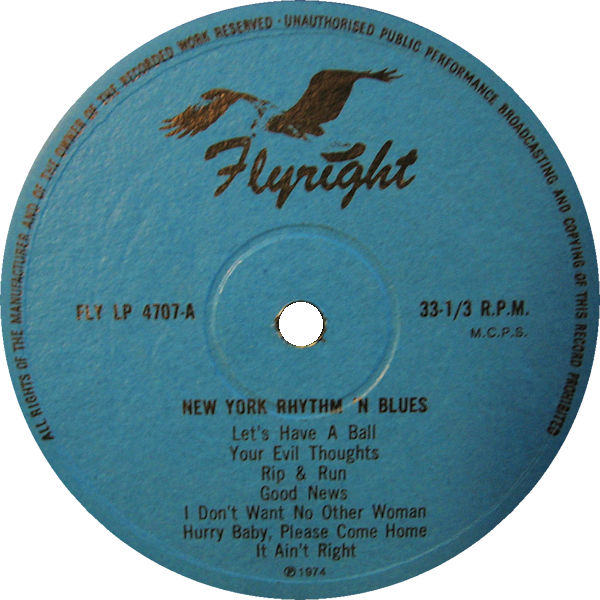 ALL RIGHTS OF THE MANUFACTURER AND OF THE OWNER OF THE RECORDED WORK RESERVED · UNAUTHORISED PUBLIC PERFORMANCE BROADCASTING AND COPYING OF THIS RECORD PROHIBITED
Flyright
FLY LP 4707-A
33-1/3 R.P.M.
M.C.P.S.
NEW YORK RHYTHM 'N BLUES
Let's Have A Ball
Your Evil Thoughts
Rip & Run
Good News
I Don't Want No Other Woman
Hurry Baby, Please Come Home
It Ain't Right
℗1974